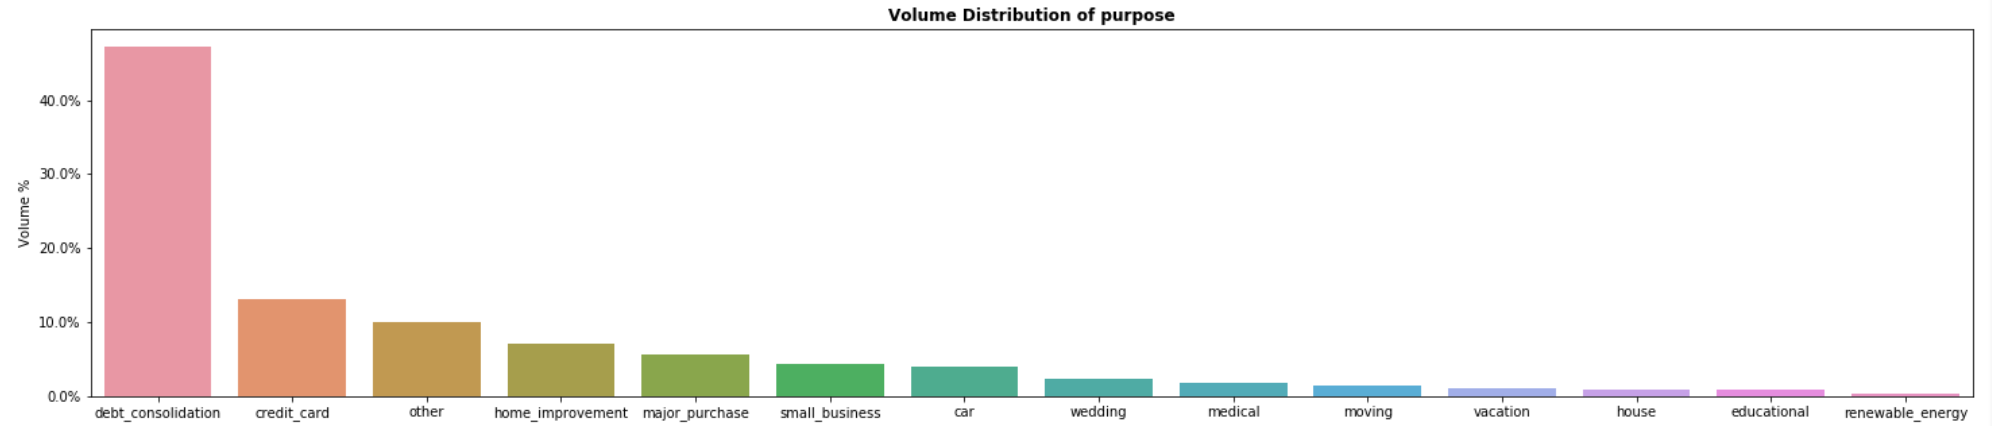 Volume Distribution of purpose
Volume %
40.0%
30.0%
20.0%
10.0%
0.0%
debt_consolidation credit_card other home_improvement major_purchase small_business car wedding medical moving vacation house educational renewable_energy